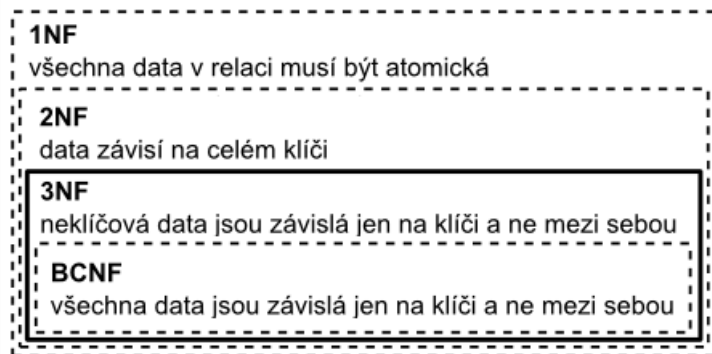 1NF
všechna data v relaci musí být atomická
2NF
data závisí na celém klíči
3NF
neklíčová data jsou závislá jen na klíči a ne mezi sebou
BCNF
všechna data jsou závislá jen na klíči a ne mezi sebou